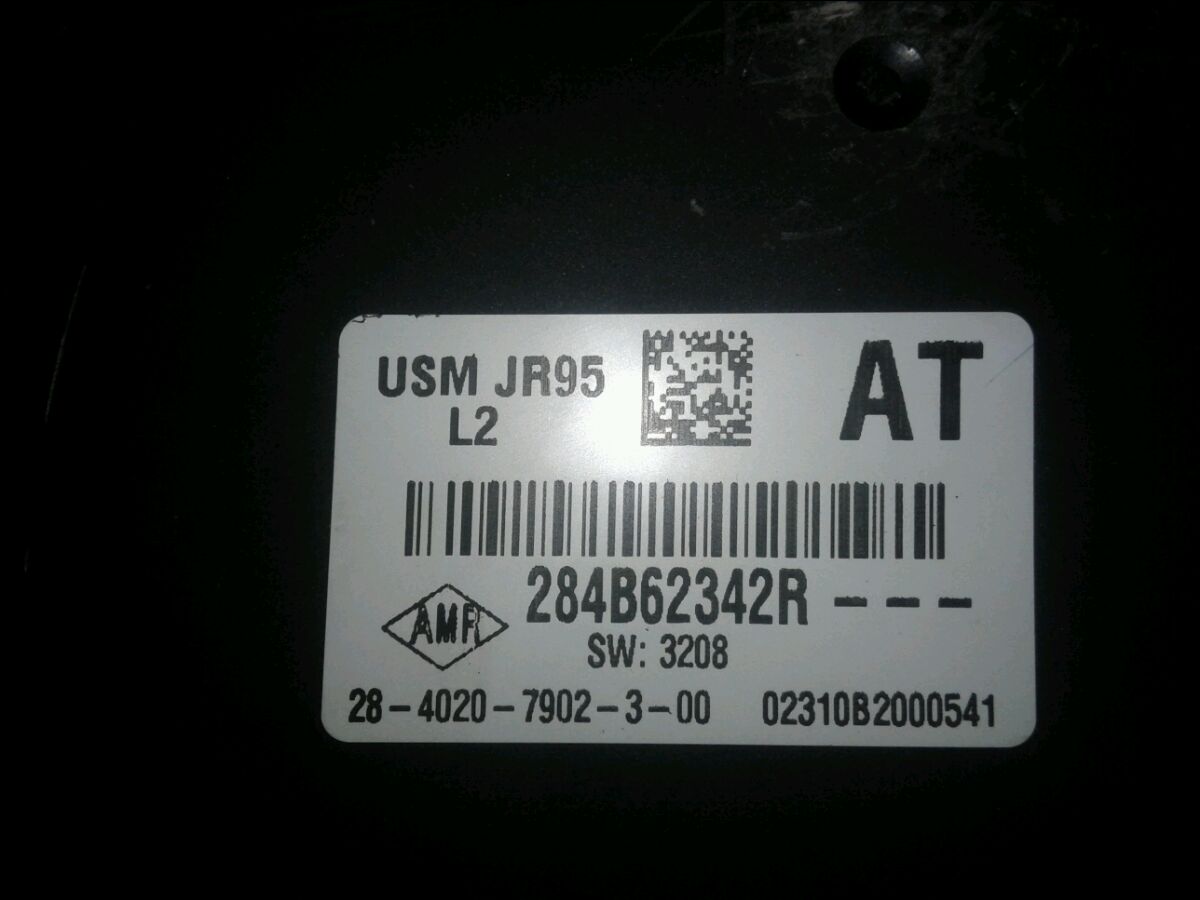 USM JR95
L2
AT
284B62342R - - -
AMR
SW: 3208
28-4020-7902-3-00
02310B2000541